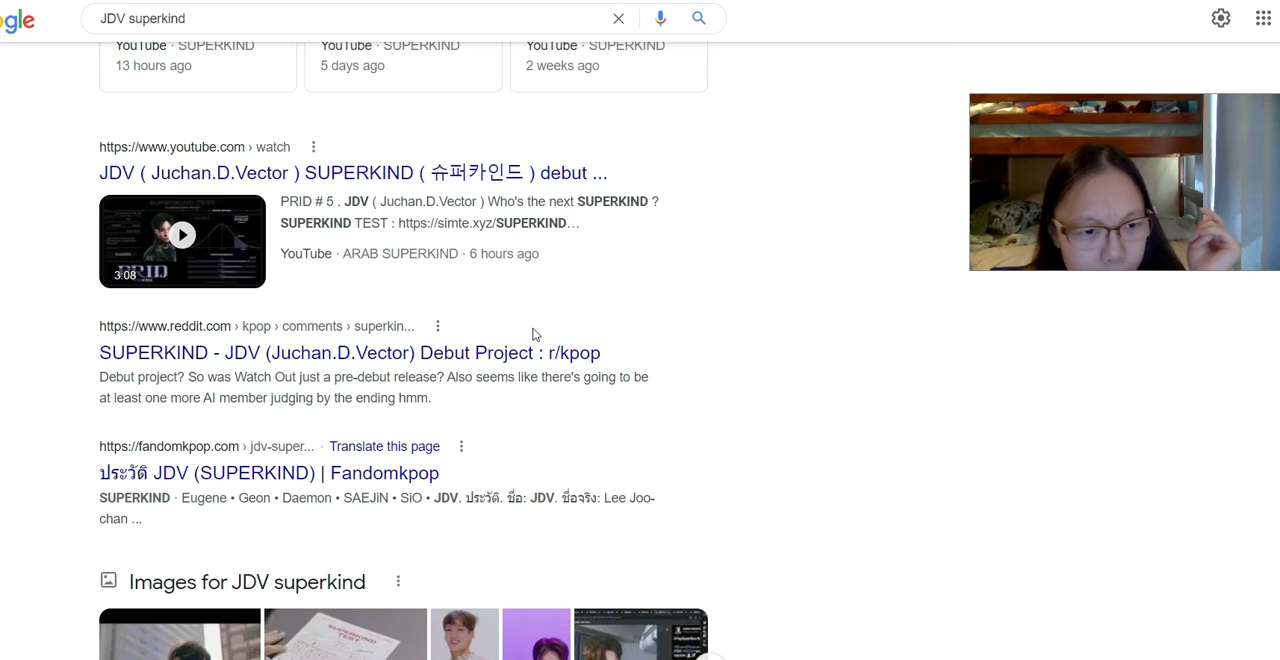 gle
JDV superkind
YouTube · SUPERKIND
13 hours ago
YouTube · SUPERKIND
5 days ago
YouTube · SUPERKIND
2 weeks ago
https://www.youtube.com › watch
JDV ( Juchan.D.Vector ) SUPERKIND ( 슈퍼카인드 ) debut ...
PRID # 5 . JDV ( Juchan.D.Vector ) Who's the next SUPERKIND ?
SUPERKIND TEST : https://simte.xyz/SUPERKIND…
YouTube · ARAB SUPERKIND · 6 hours ago
PRID
3:08
https://www.reddit.com › kpop › comments › superkin...
SUPERKIND - JDV (Juchan.D.Vector) Debut Project : r/kpop
Debut project? So was Watch Out just a pre-debut release? Also seems like there's going to be
at least one more AI member judging by the ending hmm.
https://fandomkpop.com › jdv-super... · Translate this page
ประวัติ JDV (SUPERKIND) | Fandomkpop
SUPERKIND · Eugene • Geon • Daemon • SAEJiN • SiO • JDV. ประวัติ. ชื่อ: JDV. ชื่อจริง: Lee Joo-
chan ...
Images for JDV superkind
SUPERKIND
TEST